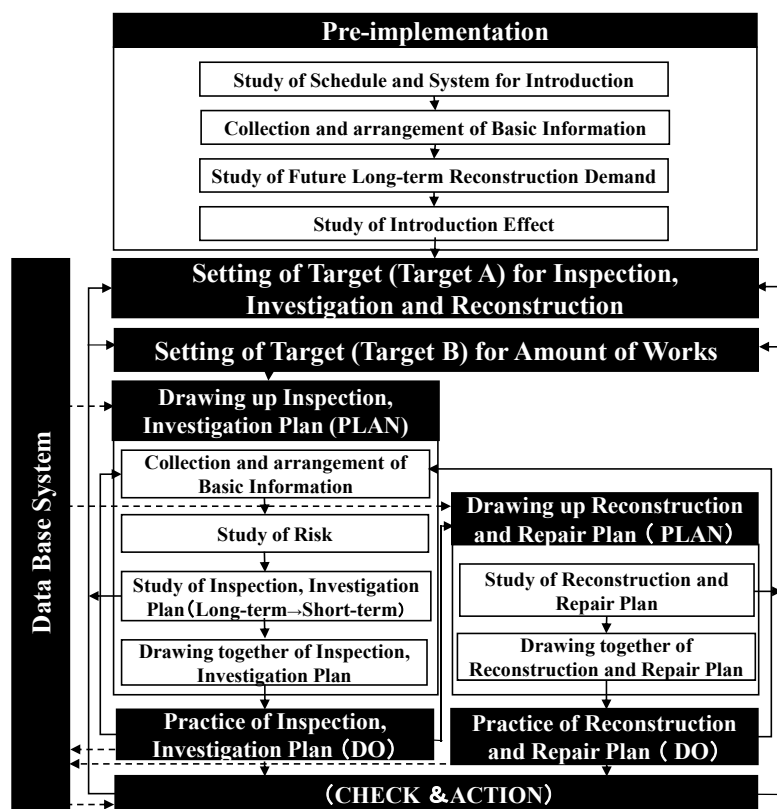 Pre-implementation
Study of Schedule and System for Introduction
Collection and arrangement of Basic Information
Study of Future Long-term Reconstruction Demand
Study of Introduction Effect
Setting of Target (Target A) for Inspection,
Investigation and Reconstruction
Setting of Target (Target B) for Amount of Works
Data Base System
Drawing up Inspection,
Investigation Plan (PLAN)
Collection and arrangement of
Basic Information
Study of Risk
Study of Inspection, Investigation
Plan(Long-term→Short-term)
Drawing together of Inspection,
Investigation Plan
Practice of Inspection,
Investigation Plan (DO)
Drawing up Reconstruction
and Repair Plan ( PLAN)
Study of Reconstruction and
Repair Plan
Drawing together of
Reconstruction and Repair Plan
Practice of Reconstruction
and Repair Plan ( DO)
(CHECK &ACTION)